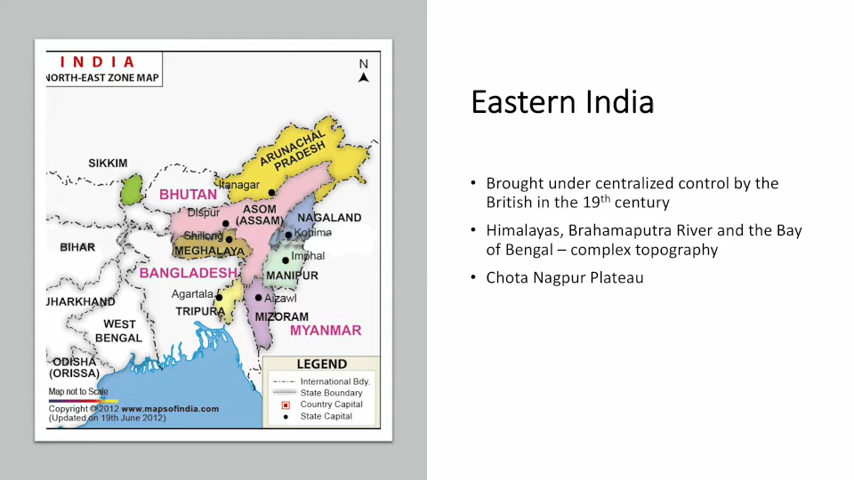 INDIA
NORTH-EAST ZONE MAP
N
SIKKIM
ARUNACHAL
PRADESH
BHUTAN
Itanagar
Dispur
ASOM
(ASSAM)
NAGALAND
Shillong
Kohima
BIHAR
MEGHALAYA
Imphal
BANGLADESH
MANIPUR
Agartala
Aizawl
JHARKHAND
TRIPURA
MIZORAM
WEST
BENGAL
MYANMAR
ODISHA
(ORISSA)
LEGEND
International Bdy.
State Boundary
Country Capital
State Capital
Map not to Scale
Copyright © 2012 www.mapsofindia.com
(Updated on 19th June 2012)
Eastern India
• Brought under centralized control by the
British in the 19th century
• Himalayas, Brahamaputra River and the Bay
of Bengal – complex topography
• Chota Nagpur Plateau